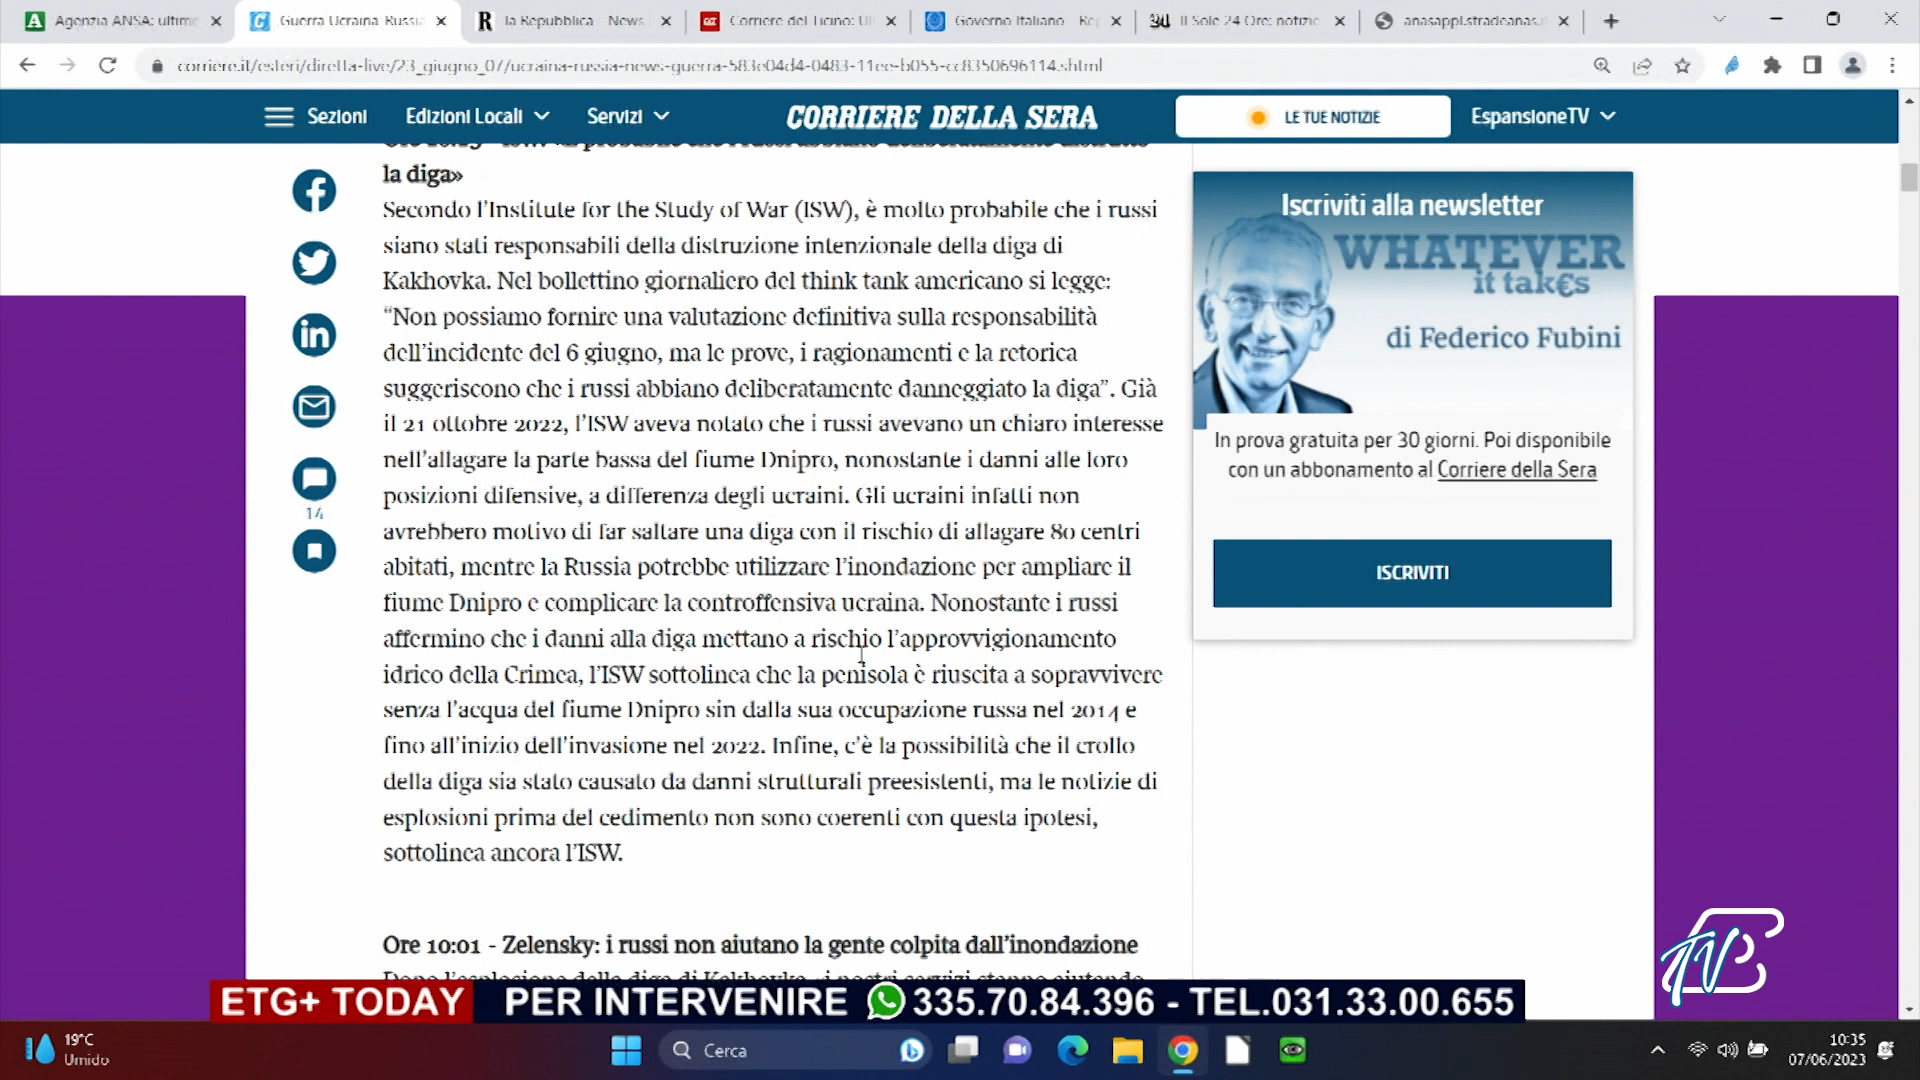 Agenzia ANSA: ultime
Guerra Ucraina Russia
la Repubblica - News
Corriere del Ticino: Ul
Governo Italiano - Re
Il Sole 24 Ore: notizie
anasappl.stradeanas.i
corriere.it/esteri/diretta-live/23_giugno_07//ucraina-russia-news-guerra-583e04d4-0483-11ee-b055-cc8350696114.shtml
Sezioni
Edizioni Locali
Servizi
CORRIERE DELLA SERA
LE TUE NOTIZIE
EspansioneTV
la diga»
Secondo l'Institute for the Study of War (ISW), è molto probabile che i russi
siano stati responsabili della distruzione intenzionale della diga di
Kakhovka. Nel bollettino giornaliero del think tank americano si legge:
“Non possiamo fornire una valutazione definitiva sulla responsabilità
dell'incidente del 6 giugno, ma le prove, i ragionamenti e la retorica
suggeriscono che i russi abbiano deliberatamente danneggiato la diga”. Già
il 21 ottobre 2022, l'ISW aveva notato che i russi avevano un chiaro interesse
nell'allagare la parte bassa del fiume Dnipro, nonostante i danni alle loro
posizioni difensive, a differenza degli ucraini. Gli ucraini infatti non
avrebbero motivo di far saltare una diga con il rischio di allagare 80 centri
abitati, mentre la Russia potrebbe utilizzare l'inondazione per ampliare il
fiume Dnipro e complicare la controffensiva ucraina. Nonostante i russi
affermino che i danni alla diga mettano a rischio l'approvvigionamento
idrico della Crimea, l'ISW sottolinea che la penisola è riuscita a sopravvivere
senza l'acqua del fiume Dnipro sin dalla sua occupazione russa nel 2014 e
fino all'inizio dell'invasione nel 2022. Infine, c'è la possibilità che il crollo
della diga sia stato causato da danni strutturali preesistenti, ma le notizie di
esplosioni prima del cedimento non sono coerenti con questa ipotesi,
sottolinea ancora l'ISW.
Ore 10:01 - Zelensky: i russi non aiutano la gente colpita dall'inondazione
14
Iscriviti alla newsletter
WHATEVER
it tak€s
di Federico Fubini
In prova gratuita per 30 giorni. Poi disponibile
con un abbonamento al Corriere della Sera
ISCRIVITI
ETG+ TODAY
PER INTERVENIRE 335.70.84.396 - TEL.031.33.00.655
19°C
Umido
Cerca
10:35
07/06/2023